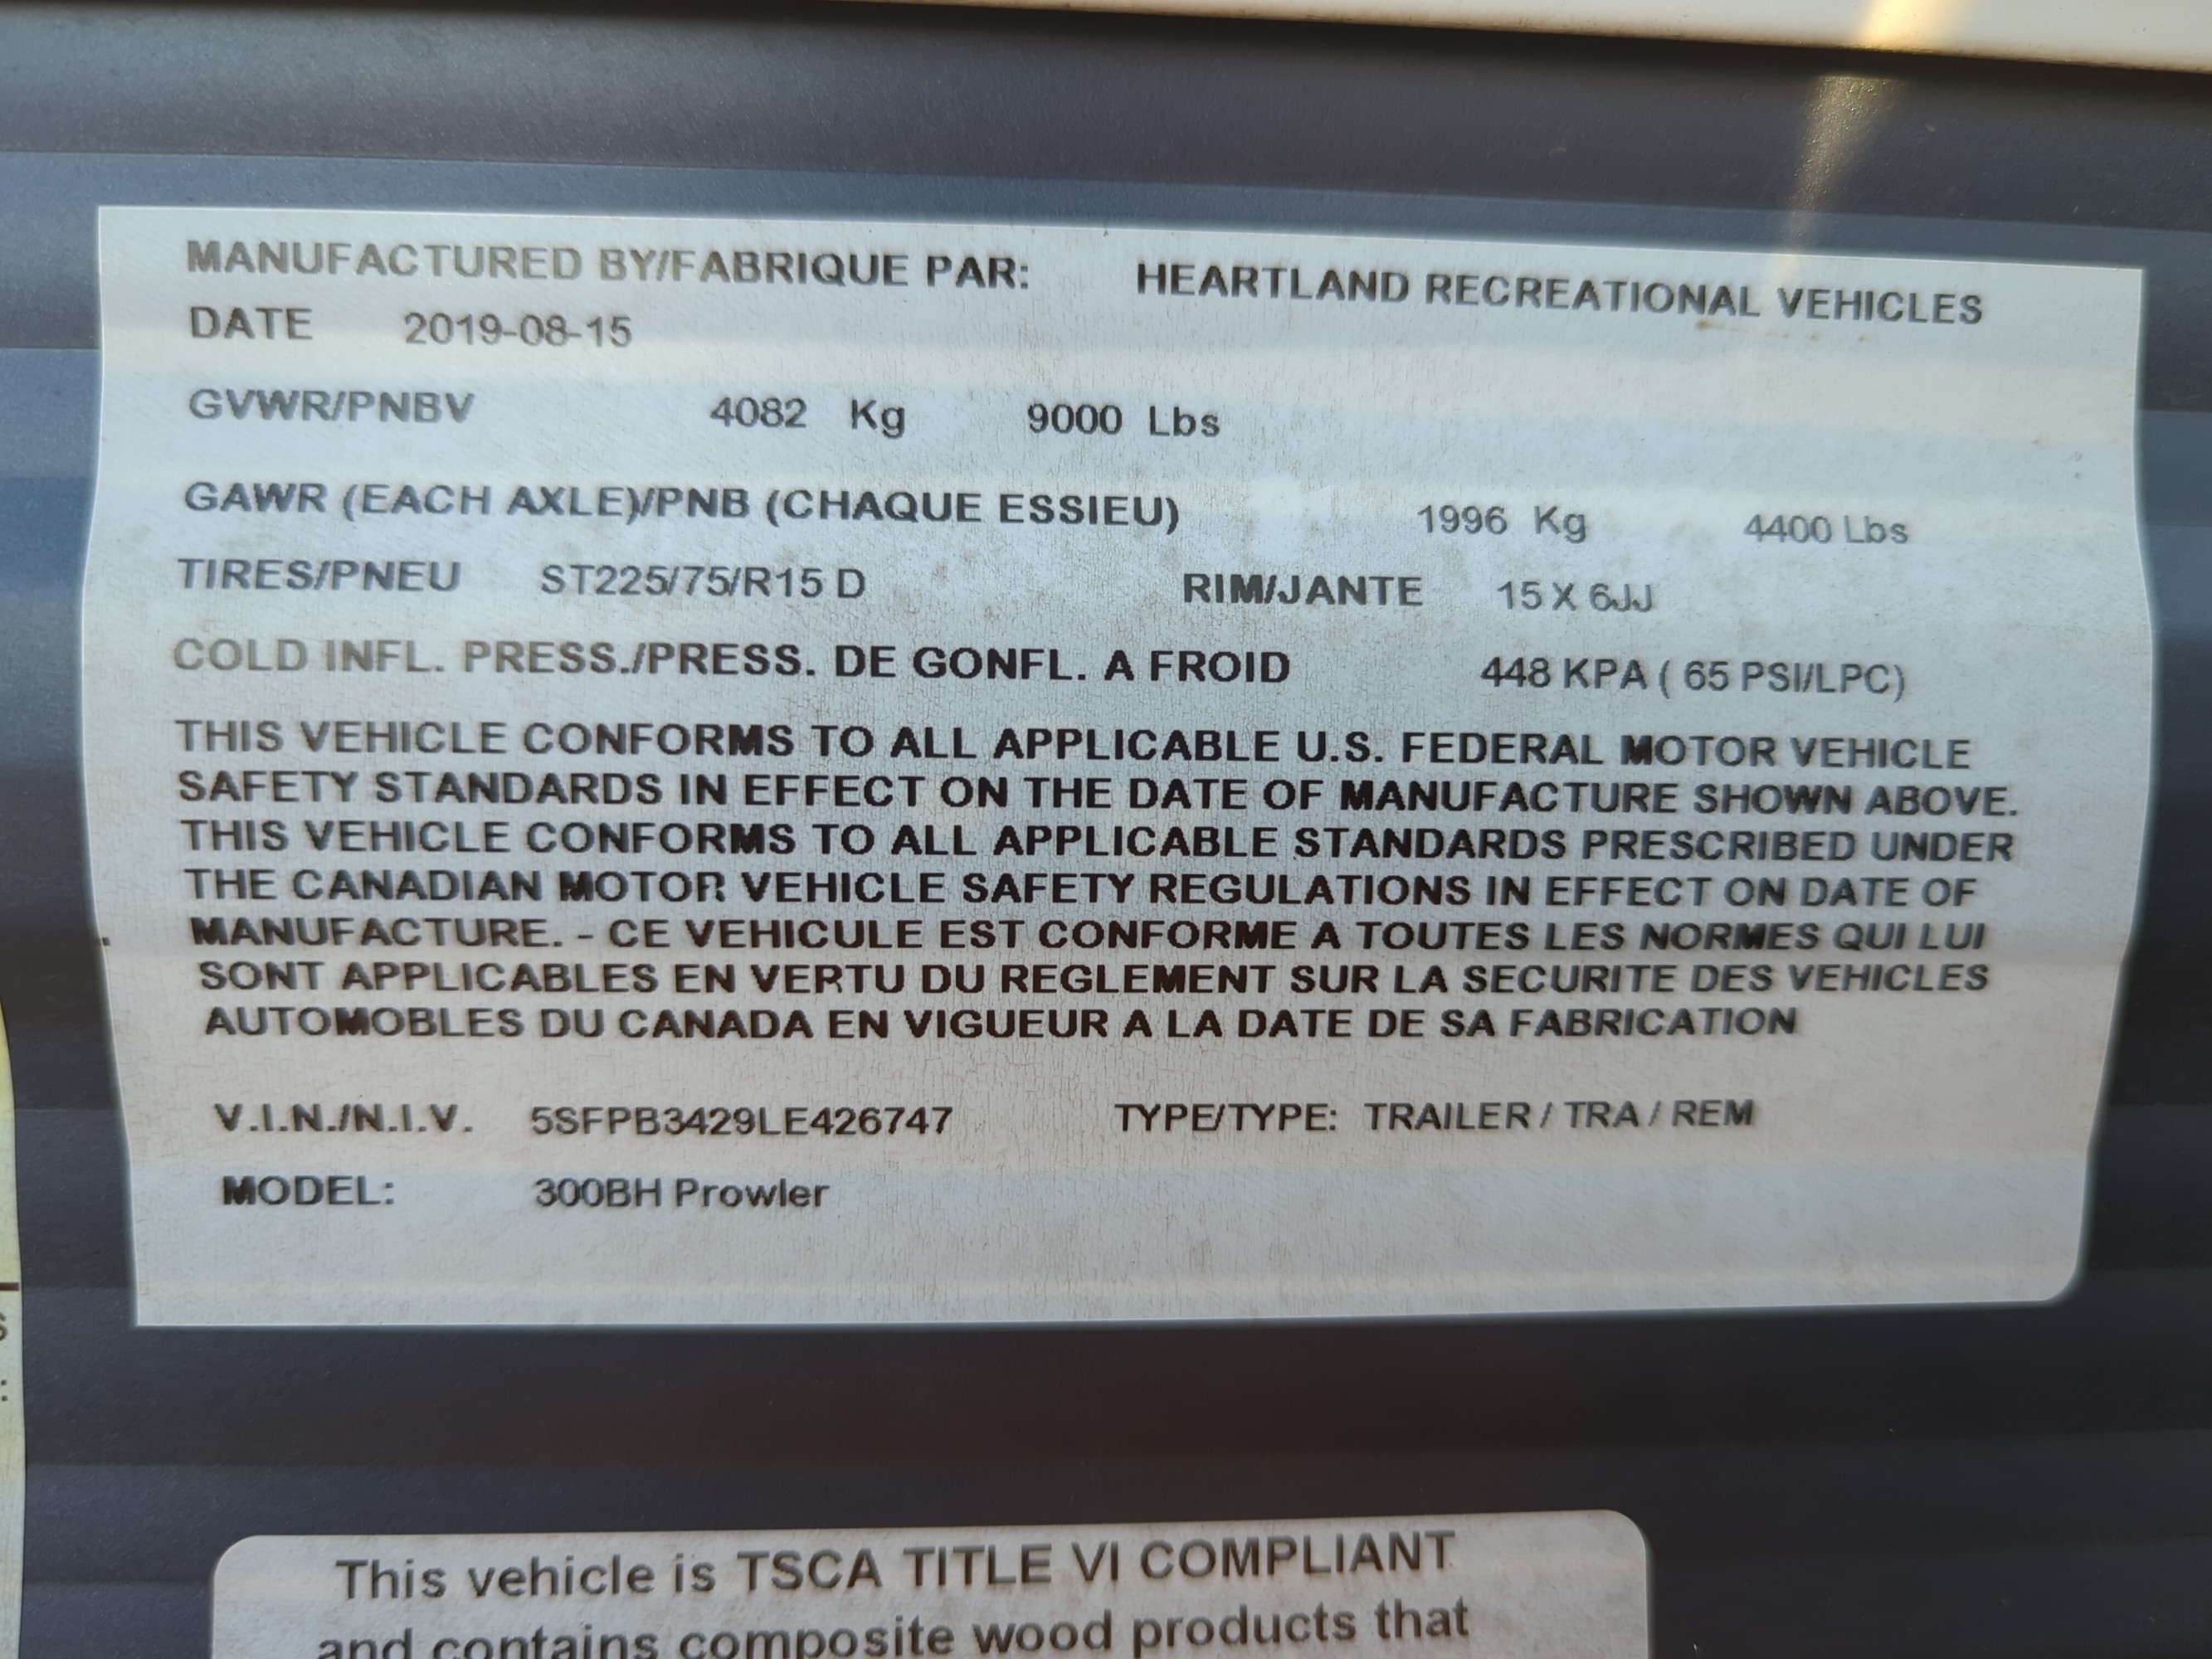 MANUFACTURED BY/FABRIQUE PAR: HEARTLAND RECREATIONAL VEHICLES
DATE 2019-08-15
GVWR/PNBV 4082 Kg 9000 Lbs
GAWR (EACH AXLE)/PNB (CHAQUE ESSIEU) 1996 Kg 4400 Lbs
TIRES/PNEU ST225/75/R15 D RIM/JANTE 15 X 6JJ
COLD INFL. PRESS./PRESS. DE GONFL. A FROID 448 KPA ( 65 PSI/LPC)
THIS VEHICLE CONFORMS TO ALL APPLICABLE U.S. FEDERAL MOTOR VEHICLE
SAFETY STANDARDS IN EFFECT ON THE DATE OF MANUFACTURE SHOWN ABOVE.
THIS VEHICLE CONFORMS TO ALL APPLICABLE STANDARDS PRESCRIBED UNDER
THE CANADIAN MOTOR VEHICLE SAFETY REGULATIONS IN EFFECT ON DATE OF
MANUFACTURE. - CE VEHICULE EST CONFORME A TOUTES LES NORMES QUI LUI
SONT APPLICABLES EN VERTU DU REGLEMENT SUR LA SECURITE DES VEHICLES
AUTOMOBLES DU CANADA EN VIGUEUR A LA DATE DE SA FABRICATION
V.I.N./N.I.V. 5SFPB3429LE426747 TYPE/TYPE: TRAILER / TRA / REM
MODEL: 300BH Prowler
This vehicle is TSCA TITLE VI COMPLIANT
and contains composite wood products that